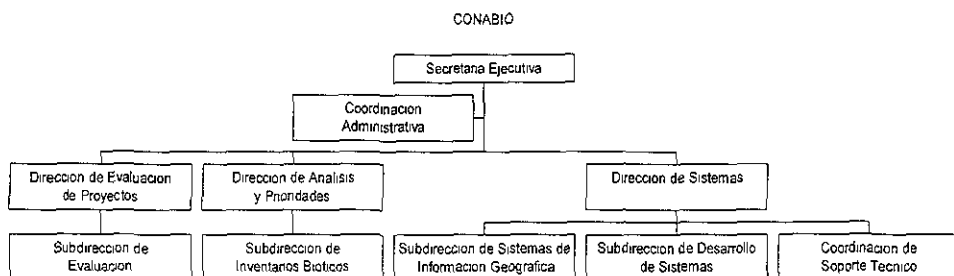 CONABIO
Secretaria Ejecutiva
Coordinacion
Administrativa
Direccion de Evaluacion
de Proyectos
Direccion de Analisis
y Prioridades
Direccion de Sistemas
Subdireccion de
Evaluacion
Subdireccion de
Inventarios Bioticos
Subdireccion de Sistemas de
Informacion Geografica
Subdireccion de Desarrollo
de Sistemas
Coordinacion de
Soporte Tecnico